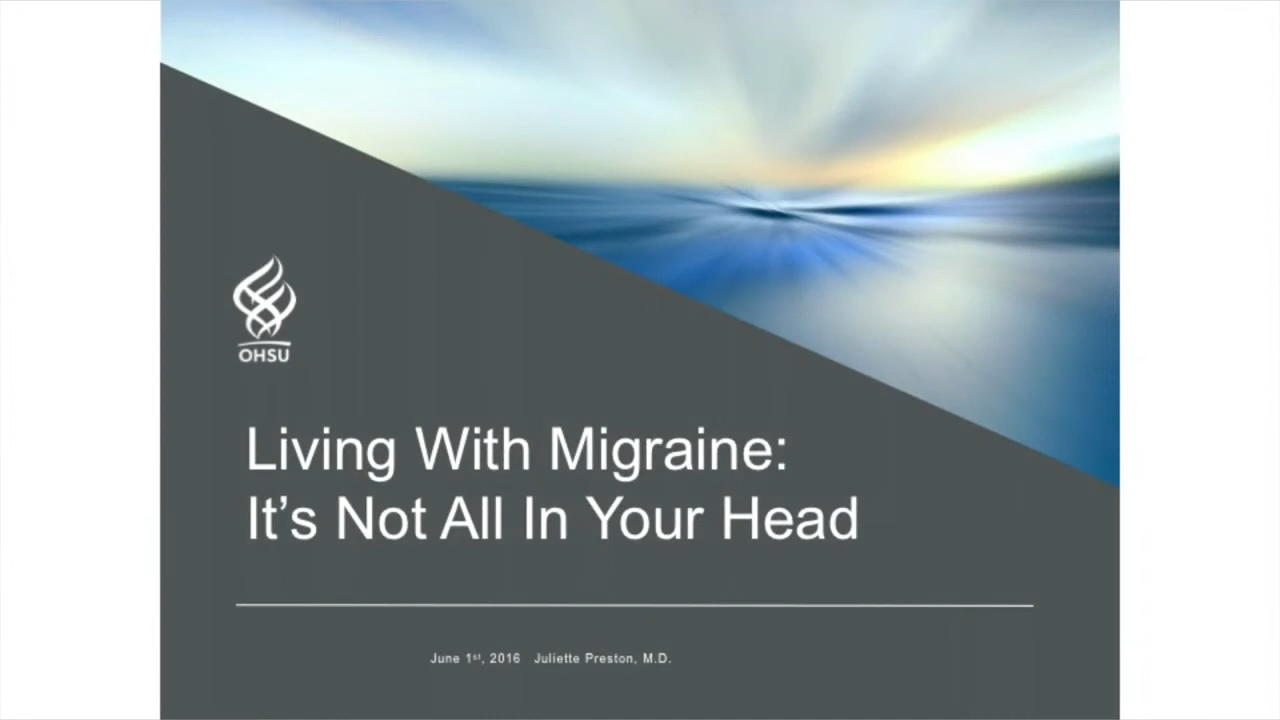 OHSU
Living With Migraine:
It’s Not All In Your Head
June 1st, 2016 Juliette Preston, M.D.